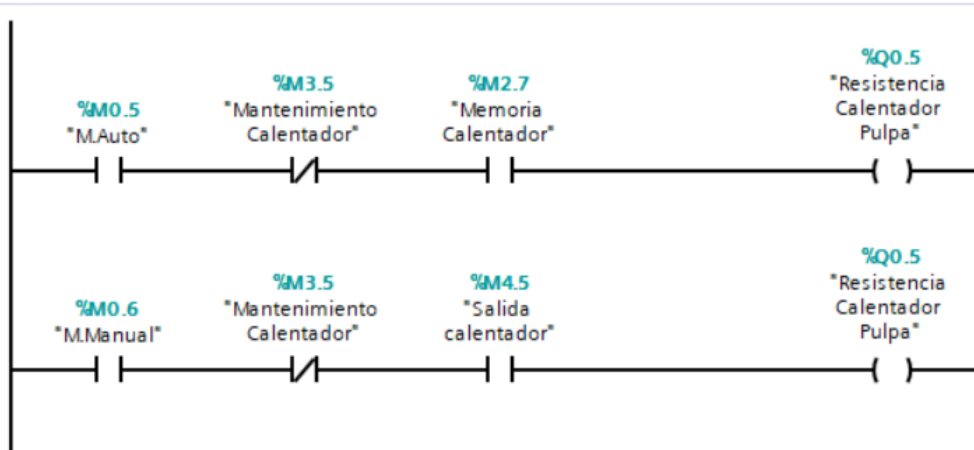 %M0.5
"M.Auto"
%M3.5
"Mantenimiento
Calentador"
%M2.7
"Memoria
Calentador"
%Q0.5
"Resistencia
Calentador
Pulpa"
%M0.6
"M.Manual"
%M3.5
"Mantenimiento
Calentador"
%M4.5
"Salida
calentador"
%Q0.5
"Resistencia
Calentador
Pulpa"